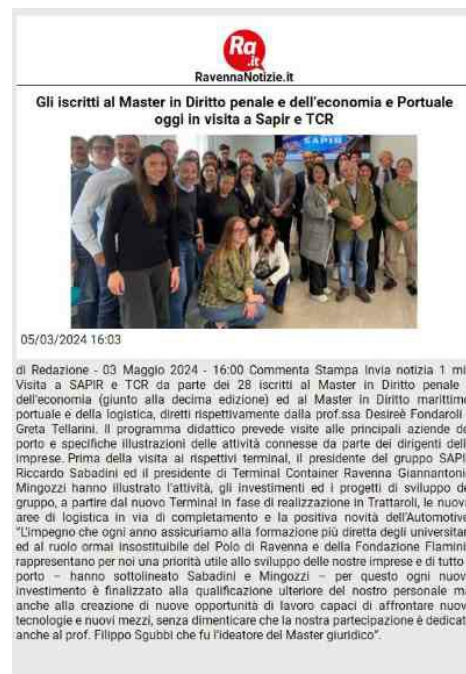 Ra
.it
RavennaNotizie.it
Gli iscritti al Master in Diritto penale e dell'economia e Portuale
oggi in visita a Sapir e TCR
SAPIR
05/03/2024 16:03
di Redazione - 03 Maggio 2024 - 16:00 Commenta Stampa Invia notizia 1 mi
Visita a SAPIR e TCR da parte dei 28 iscritti al Master in Diritto penale
dell'economia (giunto alla decima edizione) ed al Master in Diritto marittimo
portuale e della logistica, diretti rispettivamente dalla prof.ssa Desireè Fondaroli
Greta Tellarini. Il programma didattico prevede visite alle principali aziende de
porto e specifiche illustrazioni delle attività connesse da parte dei dirigenti dell
imprese. Prima della visita ai rispettivi terminal, il presidente del gruppo SAPI
Riccardo Sabadini ed il presidente di Terminal Container Ravenna Giannantoni
Mingozzi hanno illustrato l'attività, gli investimenti ed i progetti di sviluppo de
gruppo, a partire dal nuovo Terminal in fase di realizzazione in Trattaroli, le nuov
aree di logistica in via di completamento e la positiva novità dell'Automotive
"L'impegno che ogni anno assicuriamo alla formazione più diretta degli universitar
ed al ruolo ormai insostituibile del Polo di Ravenna e della Fondazione Flamini
rappresentano per noi una priorità utile allo sviluppo delle nostre imprese e di tutto
porto – hanno sottolineato Sabadini e Mingozzi – per questo ogni nuov
investimento è finalizzato alla qualificazione ulteriore del nostro personale m
anche alla creazione di nuove opportunità di lavoro capaci di affrontare nuov
tecnologie e nuovi mezzi, senza dimenticare che la nostra partecipazione è dedicat
anche al prof. Filippo Sgubbi che fu l'ideatore del Master giuridico".